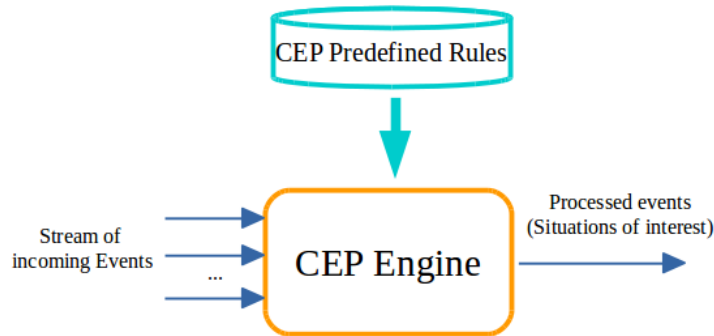 CEP Predefined Rules
Stream of
incoming Events
...
CEP Engine
Processed events
(Situations of interest)